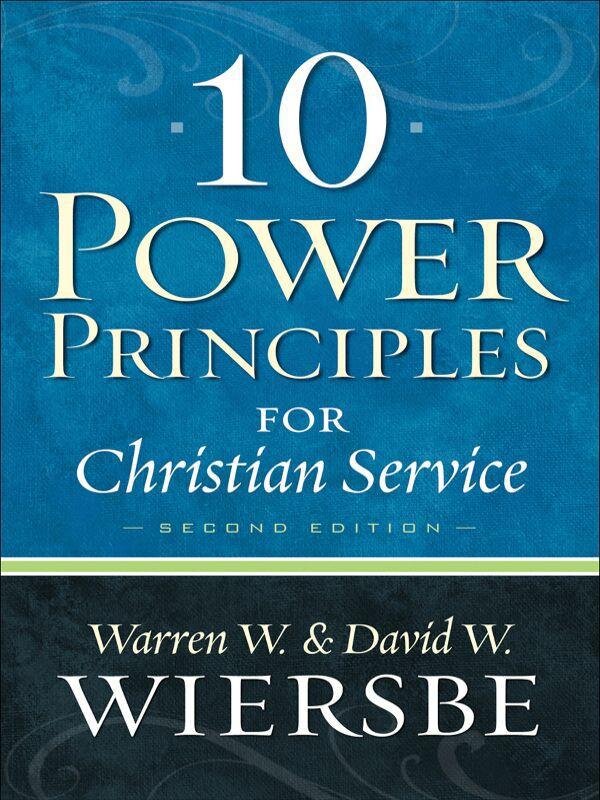 10
POWER
PRINCIPLES
FOR
Christian Service
— SECOND EDITION —
Warren W. & David W.
WIERSBE